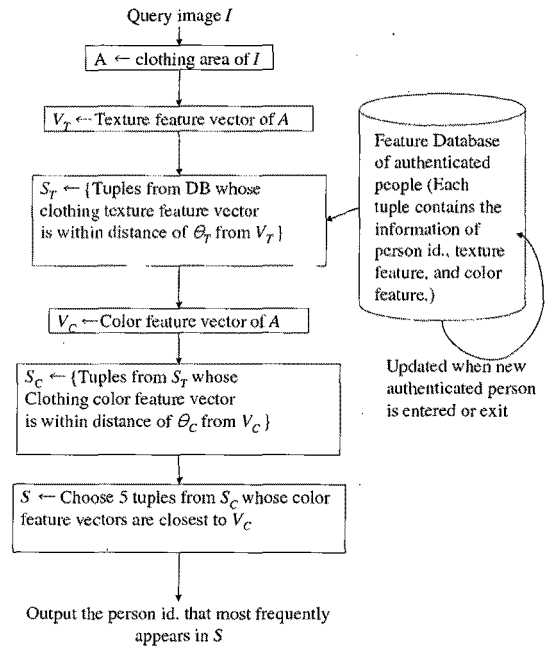 Query image I
A ← clothing area of I
V_T ← Texture feature vector of A
S_T ← {Tuples from DB whose
clothing texture feature vector
is within distance of θ_T from V_T }
Feature Database
of authenticated
people (Each
tuple contains the
information of
person id., texture
feature, and color
feature.)
V_C ← Color feature vector of A
Updated when new
authenticated person
is entered or exit
S_C ← {Tuples from S_T whose
Clothing color feature vector
is within distance of θ_C from V_C }
S ← Choose 5 tuples from S_C whose color
feature vectors are closest to V_C
Output the person id. that most frequently
appears in S